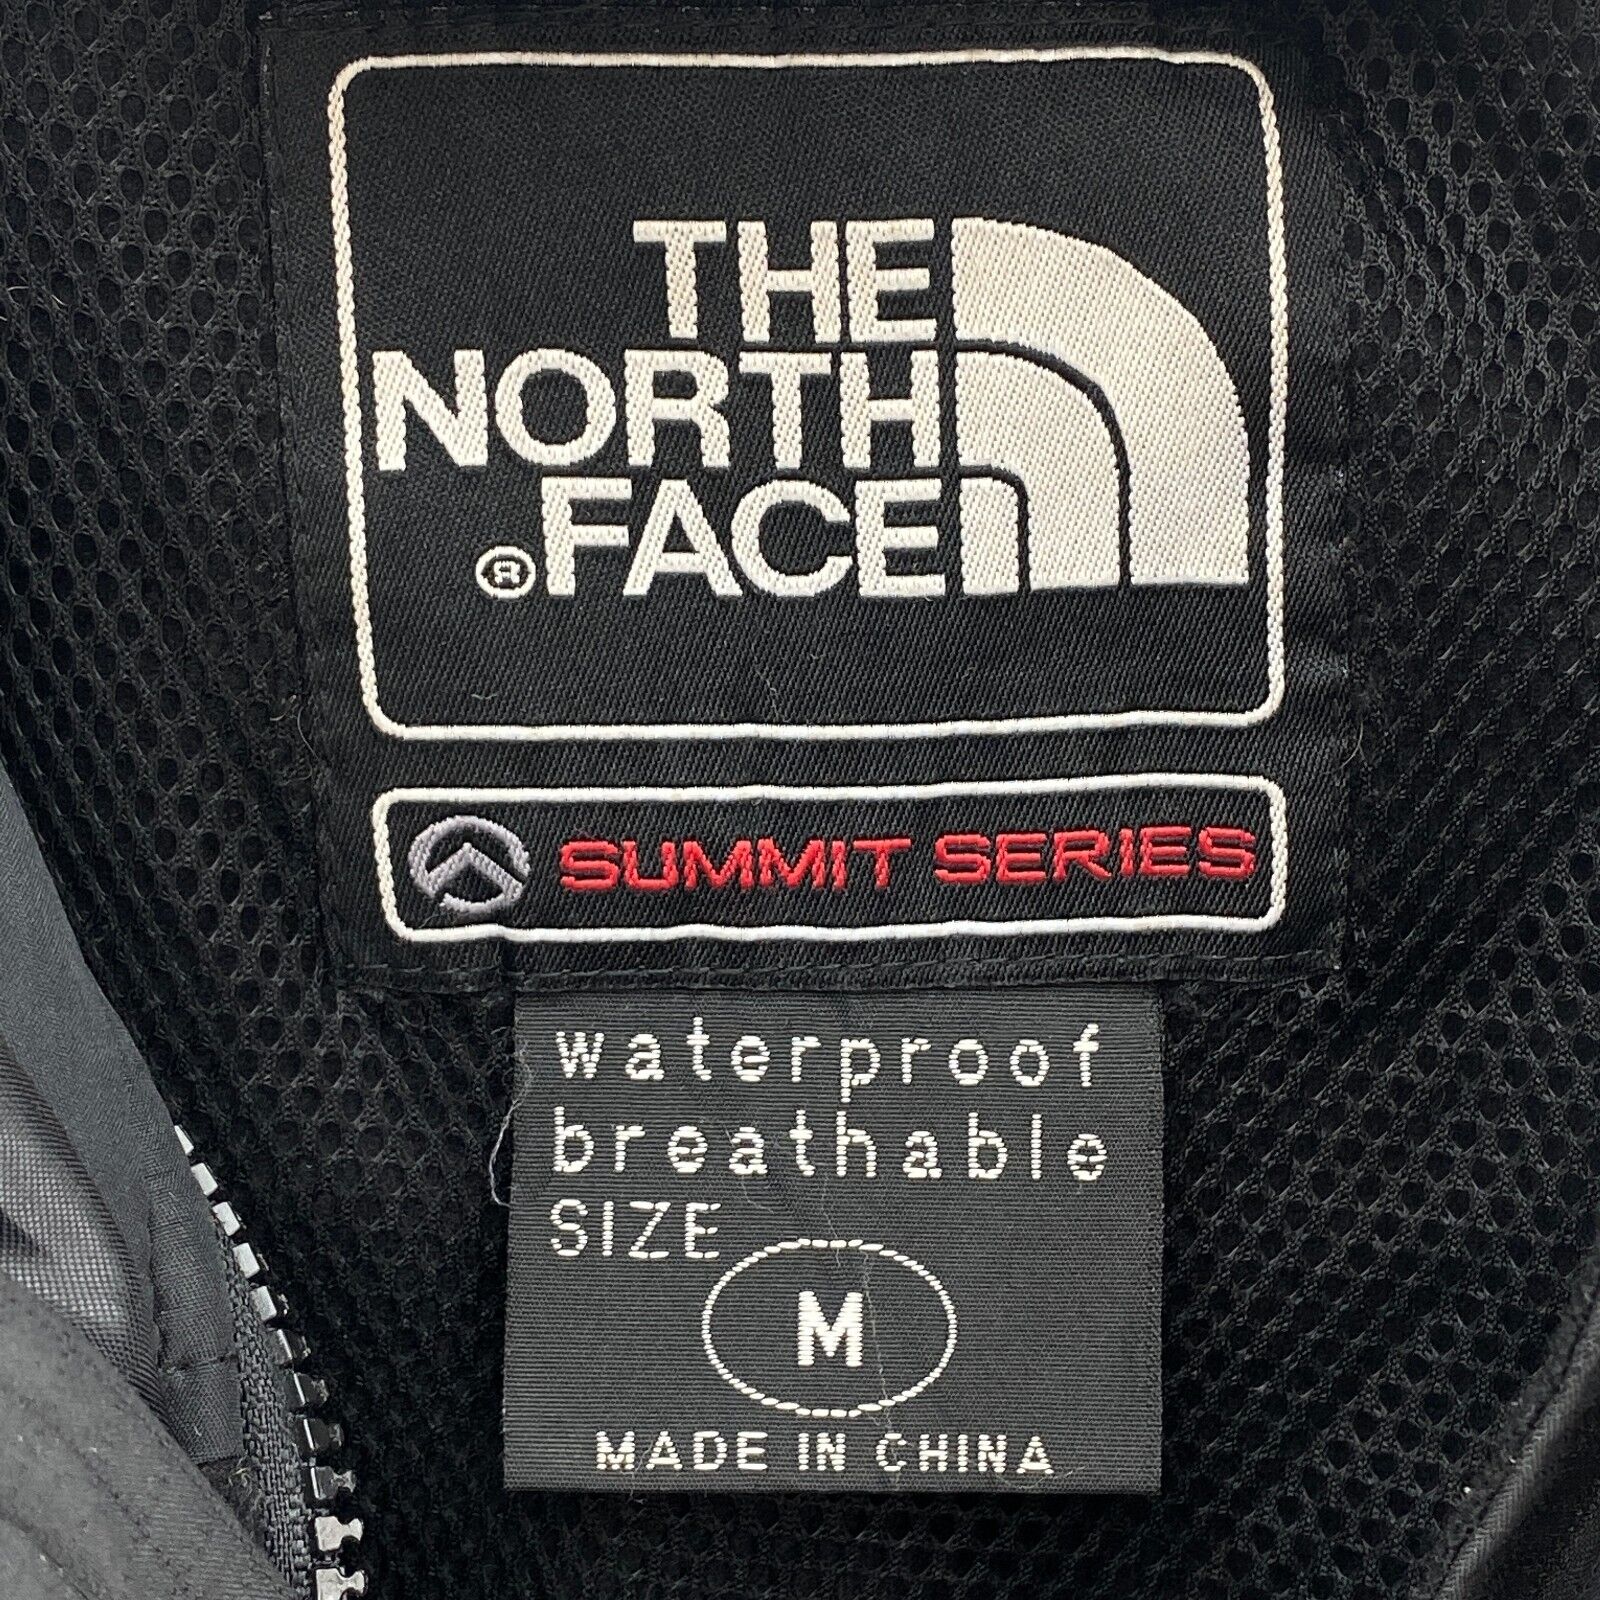 THE
NORTH
®FACE
SUMMIT SERIES
waterproof
breathable
SIZE
M
MADE IN CHINA